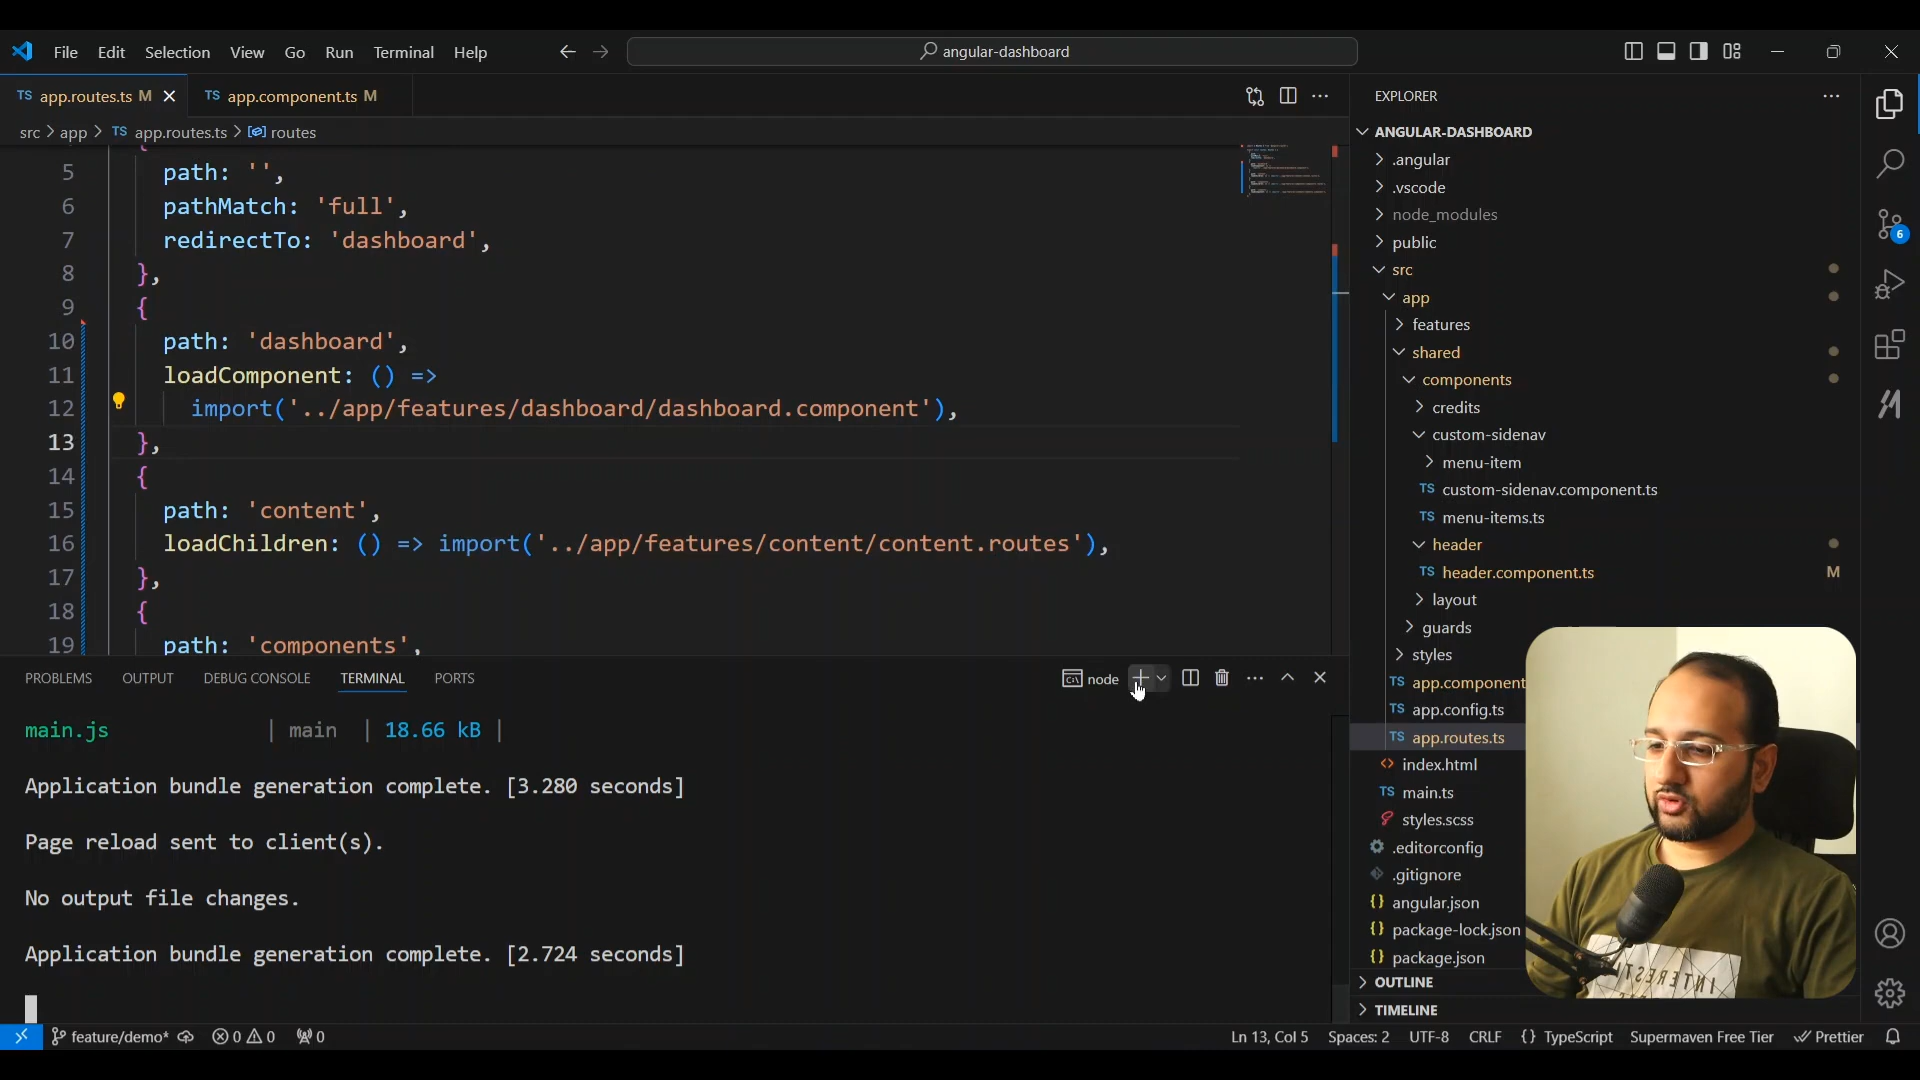 File Edit Selection View Go Run Terminal Help
angular-dashboard
TS app.routes.ts M
TS app.component.ts M
src > app > TS app.routes.ts > routes
5 path: '',
6 pathMatch: 'full',
7 redirectTo: 'dashboard',
8 },
9 {
10 path: 'dashboard',
11 loadComponent: () =>
12 import('../app/features/dashboard/dashboard.component'),
13 },
14 {
15 path: 'content',
16 loadChildren: () => import('../app/features/content/content.routes'),
17 },
18 {
19 path: 'components',
PROBLEMS OUTPUT DEBUG CONSOLE TERMINAL PORTS
node
main.js | main | 18.66 kB |
Application bundle generation complete. [3.280 seconds]
Page reload sent to client(s).
No output file changes.
Application bundle generation complete. [2.724 seconds]
EXPLORER
ANGULAR-DASHBOARD
.angular
.vscode
node_modules
public
src
app
features
shared
components
credits
custom-sidenav
menu-item
TS custom-sidenav.component.ts
TS menu-items.ts
header
TS header.component.ts M
layout
guards
styles
TS app.component
TS app.config.ts
TS app.routes.ts
index.html
TS main.ts
styles.scss
.editorconfig
.gitignore
{} angular.json
{} package-lock.json
{} package.json
OUTLINE
TIMELINE
6
feature/demo* 0 0 0
Ln 13, Col 5 Spaces: 2 UTF-8 CRLF {} TypeScript Supermaven Free Tier Prettier